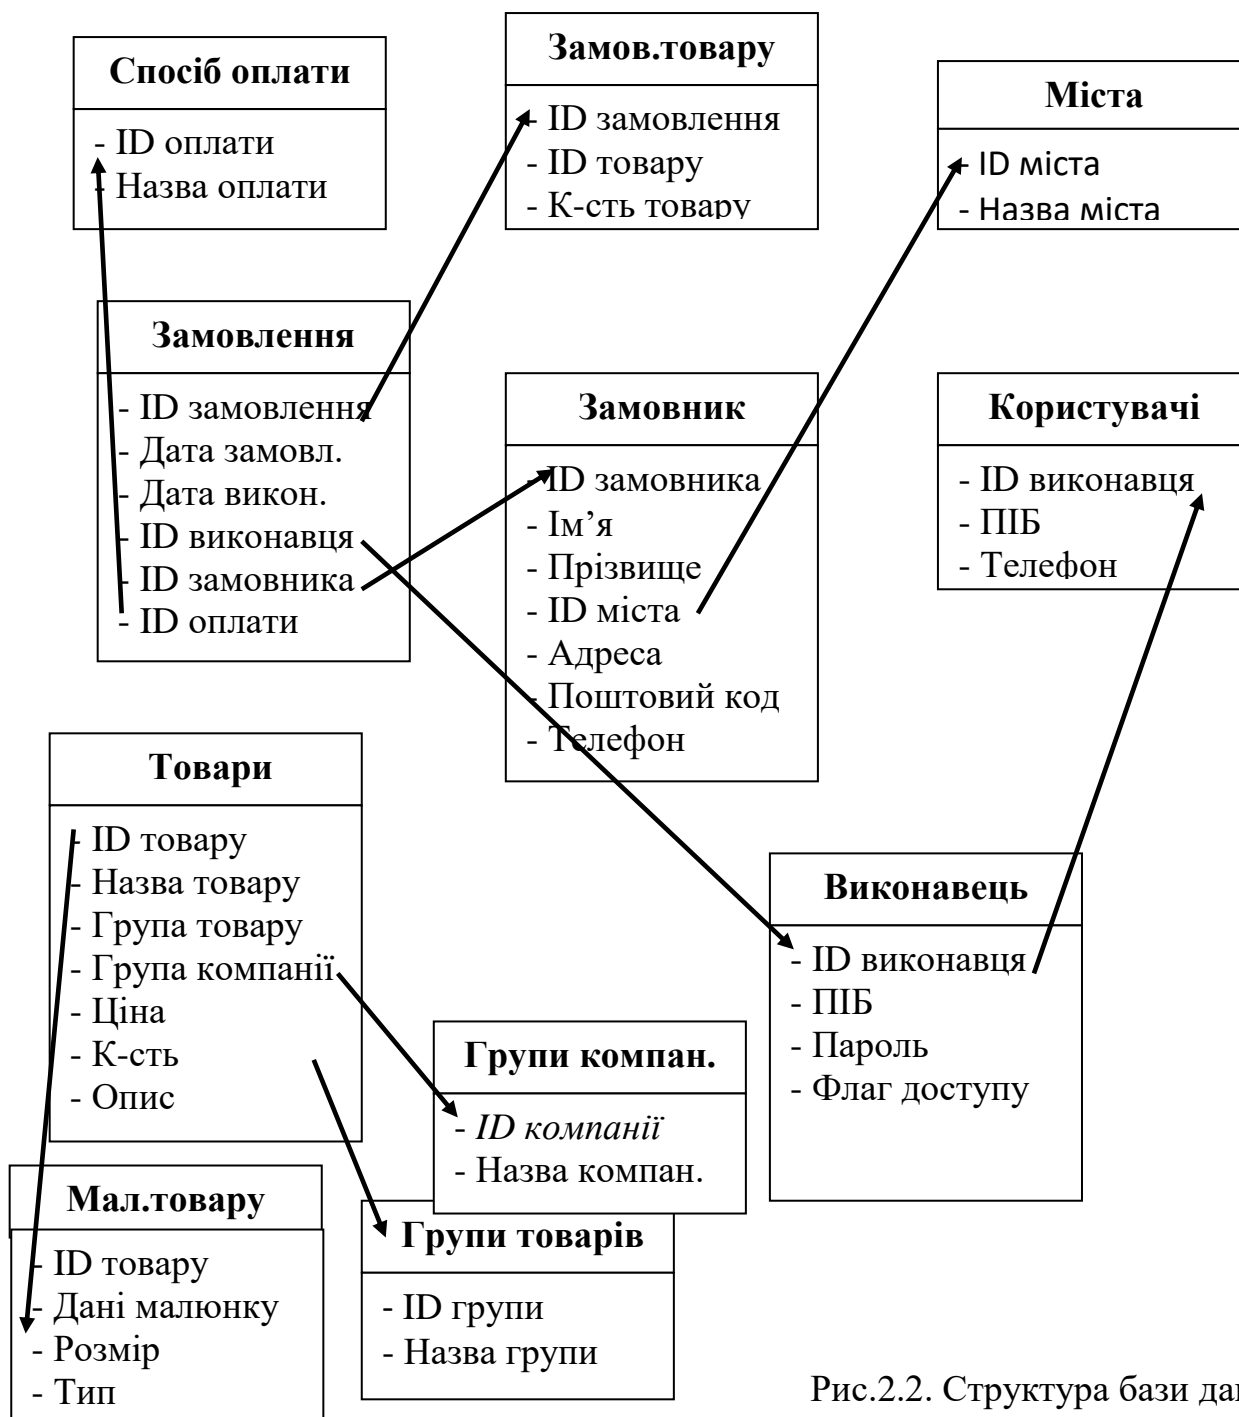 Спосіб оплати
- ID оплати
- Назва оплати
Замов.товару
- ID замовлення
- ID товару
- К-сть товару
Міста
- ID міста
- Назва міста
Замовлення
- ID замовлення
- Дата замовл.
- Дата викон.
- ID виконавця
- ID замовника
- ID оплати
Замовник
- ID замовника
- Ім’я
- Прізвище
- ID міста
- Адреса
- Поштовий код
- Телефон
Користувачі
- ID виконавця
- ПІБ
- Телефон
Товари
- ID товару
- Назва товару
- Група товару
- Група компанії
- Ціна
- К-сть
- Опис
Виконавець
- ID виконавця
- ПІБ
- Пароль
- Флаг доступу
Групи компан.
- ID компанії
- Назва компан.
Мал.товару
- ID товару
- Дані малюнку
- Розмір
- Тип
Групи товарів
- ID групи
- Назва групи
Рис.2.2. Структура бази